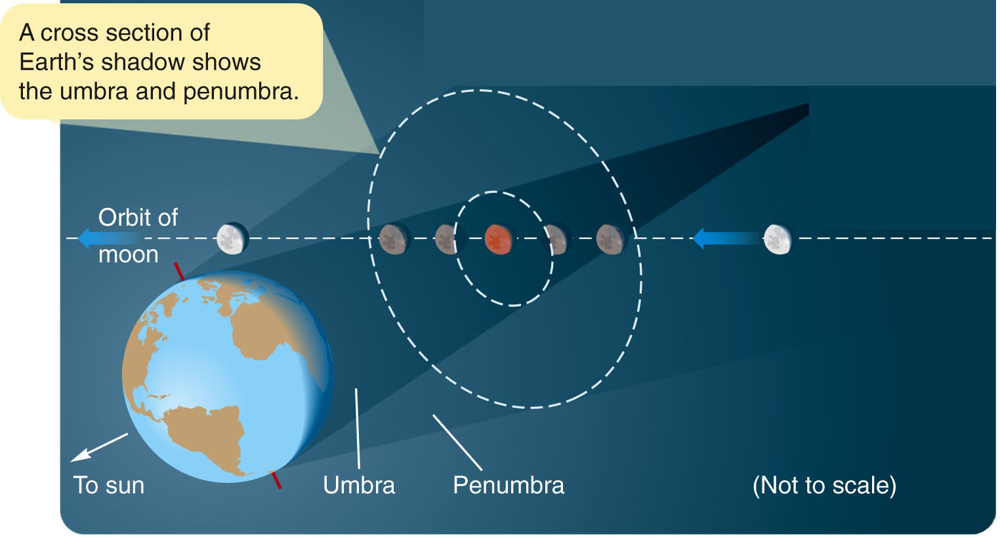 A cross section of
Earth’s shadow shows
the umbra and penumbra.
Orbit of
moon
To sun
Umbra
Penumbra
(Not to scale)